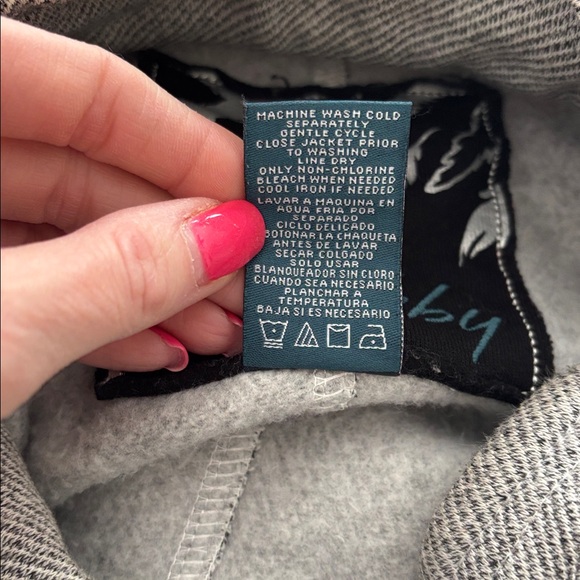 MACHINE WASH COLD
SEPARATELY
GENTLE CYCLE
CLOSE JACKET PRIOR
TO WASHING
LINE DRY
ONLY NON-CHLORINE
BLEACH WHEN NEEDED
COOL IRON IF NEEDED
LAVAR A MAQUINA EN
AGUA FRIA POR
SEPARADO
CICLO DELICADO
BOTONAR LA CHAQUETA
ANTES DE LAVAR
SECAR COLGADO
SOLO USAR
BLANQUEADOR SIN CLORO
CUANDO SEA NECESARIO
PLANCHAR A
TEMPERATURA
BAJA SI ES NECESARIO